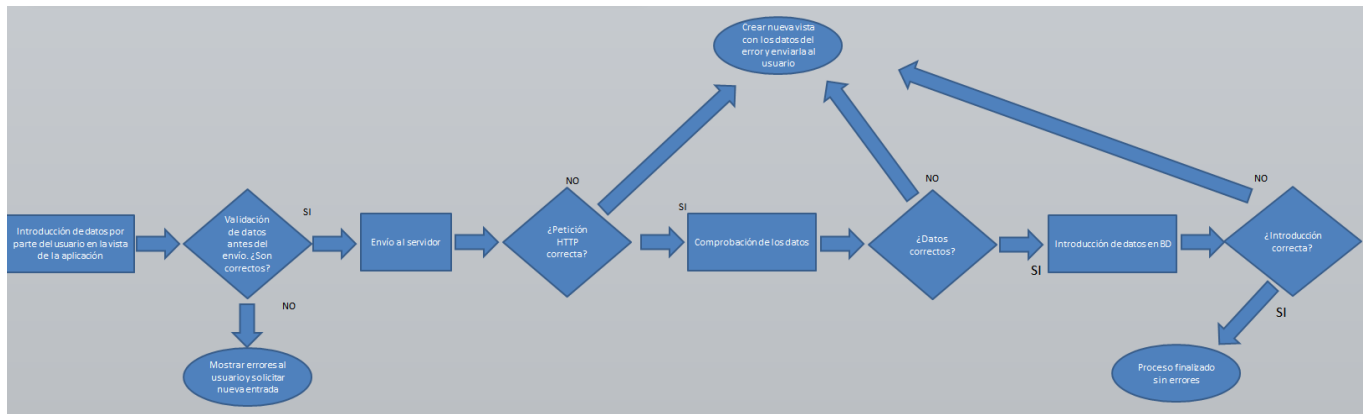 Crear nueva vista
con los datos del
error y enviarla al
usuario
NO
NO
NO
Introducción de datos por
parte del usuario en la vista
de la aplicación
Validación
de datos
antes del
envío. ¿Son
correctos?
SI
Envío al servidor
¿Petición
HTTP
correcta?
SI
Comprobación de los datos
¿Datos
correctos?
SI
Introducción de datos en BD
¿Introducción
correcta?
NO
SI
Mostrar errores al
usuario y solicitar
nueva entrada
Proceso finalizado
sin errores